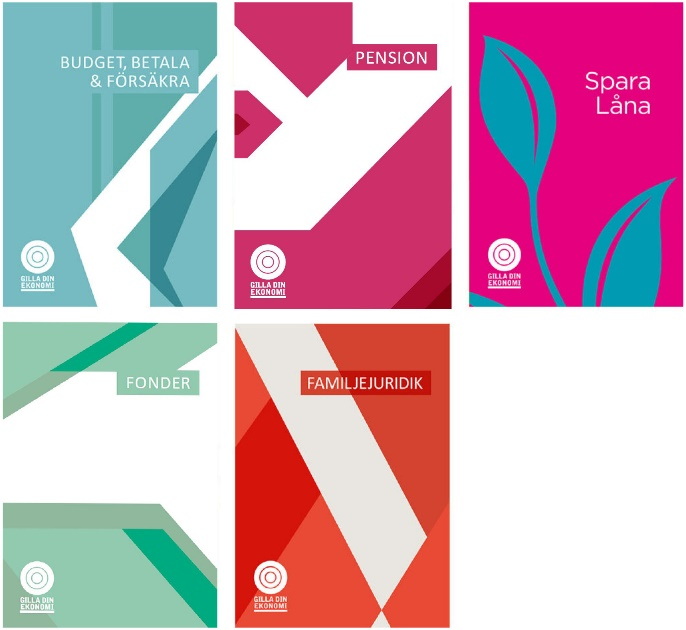 BUDGET, BETALA
& FÖRSÄKRA
GILLA DIN
EKONOMI
PENSION
GILLA DIN
EKONOMI
Spara
Låna
GILLA DIN
EKONOMI
FONDER
GILLA DIN
EKONOMI
FAMILJEJURIDIK
GILLA DIN
EKONOMI